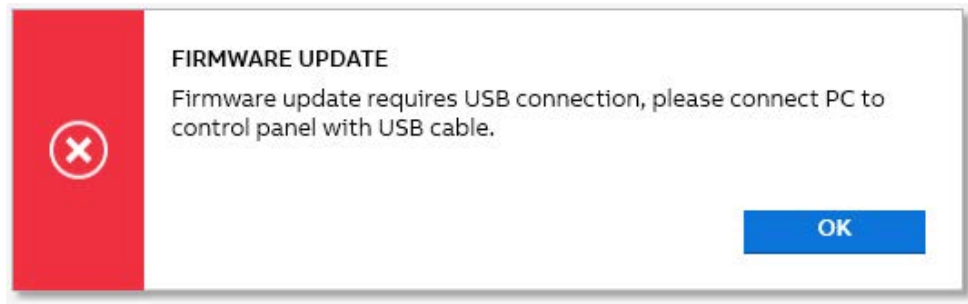 FIRMWARE UPDATE
Firmware update requires USB connection, please connect PC to
control panel with USB cable.
OK